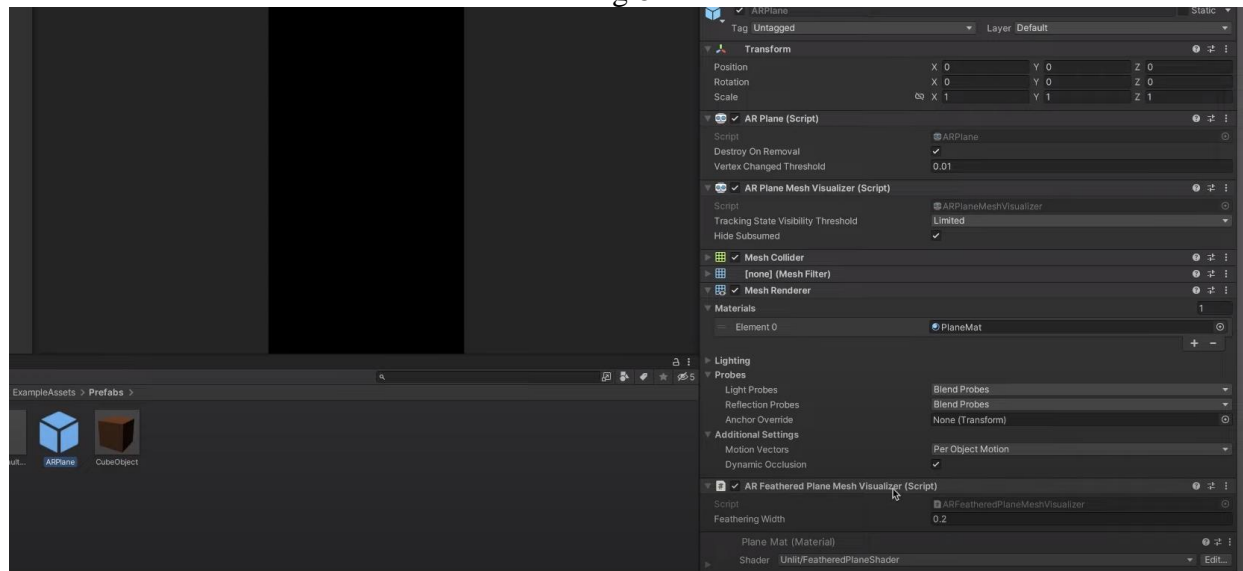 ARPlane Static
Tag Untagged Layer Default
Transform
Position X 0 Y 0 Z 0
Rotation X 0 Y 0 Z 0
Scale X 1 Y 1 Z 1
AR Plane (Script)
Script ARPlane
Destroy On Removal
Vertex Changed Threshold 0.01
AR Plane Mesh Visualizer (Script)
Script ARPlaneMeshVisualizer
Tracking State Visibility Threshold Limited
Hide Subsumed
Mesh Collider
[none] (Mesh Filter)
Mesh Renderer
Materials 1
Element 0 PlaneMat
+ -
Lighting
5
Probes
ExampleAssets > Prefabs >
Light Probes Blend Probes
Reflection Probes Blend Probes
Anchor Override None (Transform)
Additional Settings
Motion Vectors Per Object Motion
ault... ARPlane CubeObject
Dynamic Occlusion
AR Feathered Plane Mesh Visualizer (Script)
Script ARFeatheredPlaneMeshVisualizer
Feathering Width 0.2
Plane Mat (Material)
Shader Unlit/FeatheredPlaneShader Edit...